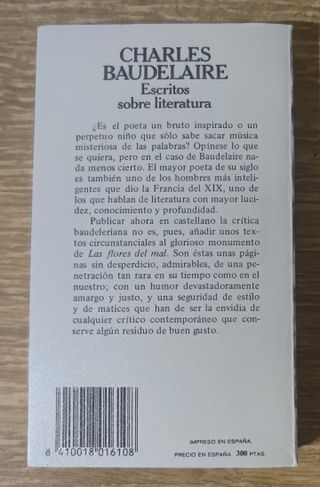 CHARLES
BAUDELAIRE
Escritos
sobre literatura
¿Es el poeta un bruto inspirado o un
perpetuo niño que sólo sabe sacar música
misteriosa de las palabras? Opínese lo que
se quiera, pero en el caso de Baudelaire na-
da menos cierto. El mayor poeta de su siglo
es también uno de los hombres más inteli-
gentes que dio la Francia del XIX, uno de
los que hablan de literatura con mayor luci-
dez, conocimiento y profundidad.
Publicar ahora en castellano la crítica
baudeleriana no es, pues, añadir unos tex-
tos circunstanciales al glorioso monumento
de Las flores del mal. Son éstas unas pági-
nas sin desperdicio, admirables, de una pe-
netración tan rara en su tiempo como en el
nuestro; con un humor devastadoramente
amargo y justo, y una seguridad de estilo
y de matices que han de ser la envidia de
cualquier crítico contemporáneo que con-
serve algún residuo de buen gusto.
8 410018 016108
IMPRESO EN ESPAÑA.
PRECIO EN ESPAÑA 300 PTAS.